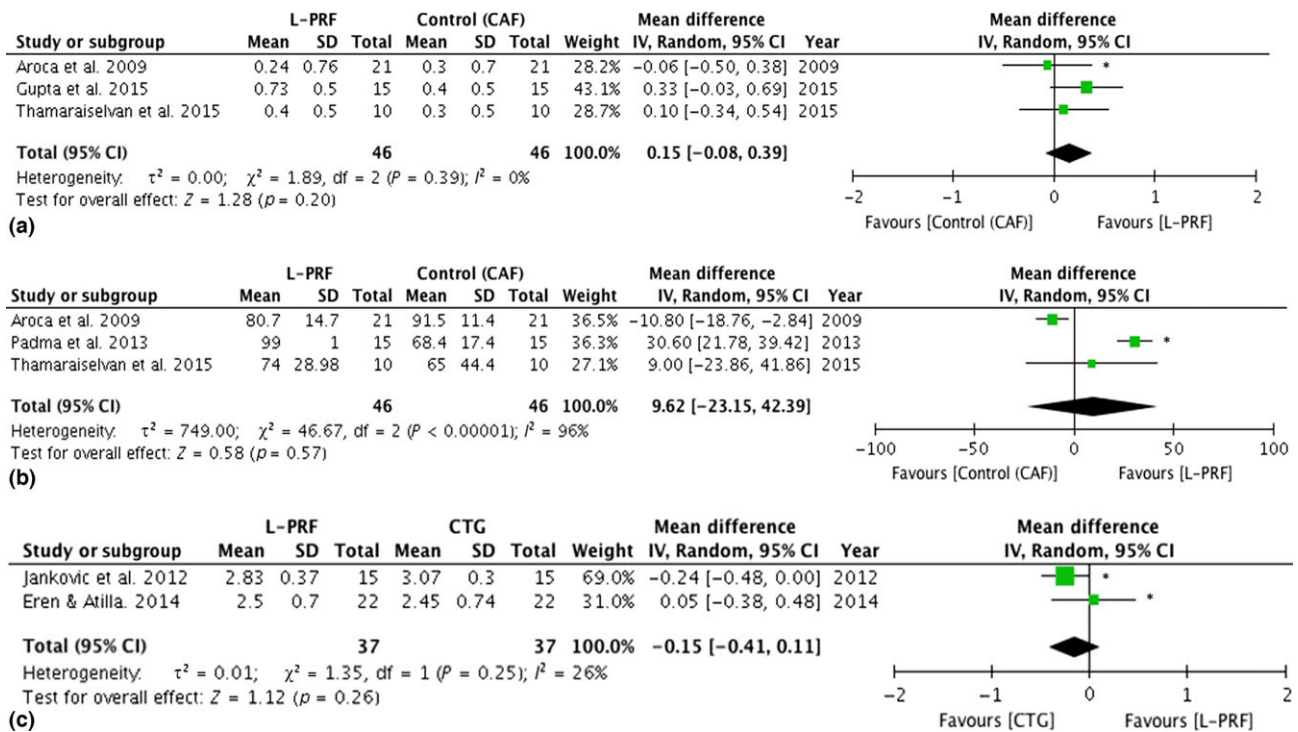 L-PRF Control (CAF) Mean difference Mean difference
Study or subgroup Mean SD Total Mean SD Total Weight IV, Random, 95% CI Year IV, Random, 95% CI
Aroca et al. 2009 0.24 0.76 21 0.3 0.7 21 28.2% −0.06 [−0.50, 0.38] 2009 *
Gupta et al. 2015 0.73 0.5 15 0.4 0.5 15 43.1% 0.33 [−0.03, 0.69] 2015
Thamaraiselvan et al. 2015 0.4 0.5 10 0.3 0.5 10 28.7% 0.10 [−0.34, 0.54] 2015
Total (95% CI) 46 46 100.0% 0.15 [−0.08, 0.39]
Heterogeneity: τ² = 0.00; χ² = 1.89, df = 2 (P = 0.39); I² = 0%
Test for overall effect: Z = 1.28 (p = 0.20)
−2 −1 0 1 2
Favours [Control (CAF)] Favours [L-PRF]
(a)
L-PRF Control (CAF) Mean difference Mean difference
Study or subgroup Mean SD Total Mean SD Total Weight IV, Random, 95% CI Year IV, Random, 95% CI
Aroca et al. 2009 80.7 14.7 21 91.5 11.4 21 36.5% −10.80 [−18.76, −2.84] 2009
Padma et al. 2013 99 1 15 68.4 17.4 15 36.3% 30.60 [21.78, 39.42] 2013 *
Thamaraiselvan et al. 2015 74 28.98 10 65 44.4 10 27.1% 9.00 [−23.86, 41.86] 2015
Total (95% CI) 46 46 100.0% 9.62 [−23.15, 42.39]
Heterogeneity: τ² = 749.00; χ² = 46.67, df = 2 (P < 0.00001); I² = 96%
Test for overall effect: Z = 0.58 (p = 0.57)
−100 −50 0 50 100
Favours [Control (CAF)] Favours [L-PRF]
(b)
L-PRF CTG Mean difference Mean difference
Study or subgroup Mean SD Total Mean SD Total Weight IV, Random, 95% CI Year IV, Random, 95% CI
Jankovic et al. 2012 2.83 0.37 15 3.07 0.3 15 69.0% −0.24 [−0.48, 0.00] 2012 *
Eren & Atilla. 2014 2.5 0.7 22 2.45 0.74 22 31.0% 0.05 [−0.38, 0.48] 2014 *
Total (95% CI) 37 37 100.0% −0.15 [−0.41, 0.11]
Heterogeneity: τ² = 0.01; χ² = 1.35, df = 1 (P = 0.25); I² = 26%
Test for overall effect: Z = 1.12 (p = 0.26)
−2 −1 0 1 2
Favours [CTG] Favours [L-PRF]
(c)